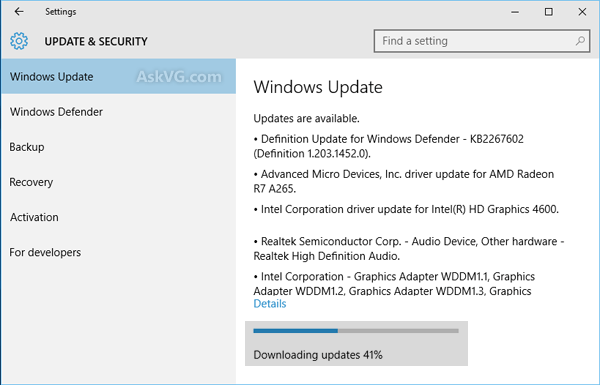 Settings
UPDATE & SECURITY
Find a setting
Windows Update
AskVG.com
Windows Defender
Backup
Recovery
Activation
For developers
Windows Update
Updates are available.
• Definition Update for Windows Defender - KB2267602
(Definition 1.203.1452.0).
• Advanced Micro Devices, Inc. driver update for AMD Radeon
R7 A265.
• Intel Corporation driver update for Intel(R) HD Graphics 4600.
• Realtek Semiconductor Corp. - Audio Device, Other hardware -
Realtek High Definition Audio.
• Intel Corporation - Graphics Adapter WDDM1.1, Graphics
Adapter WDDM1.2, Graphics Adapter WDDM1.3, Graphics
Details
Downloading updates 41%